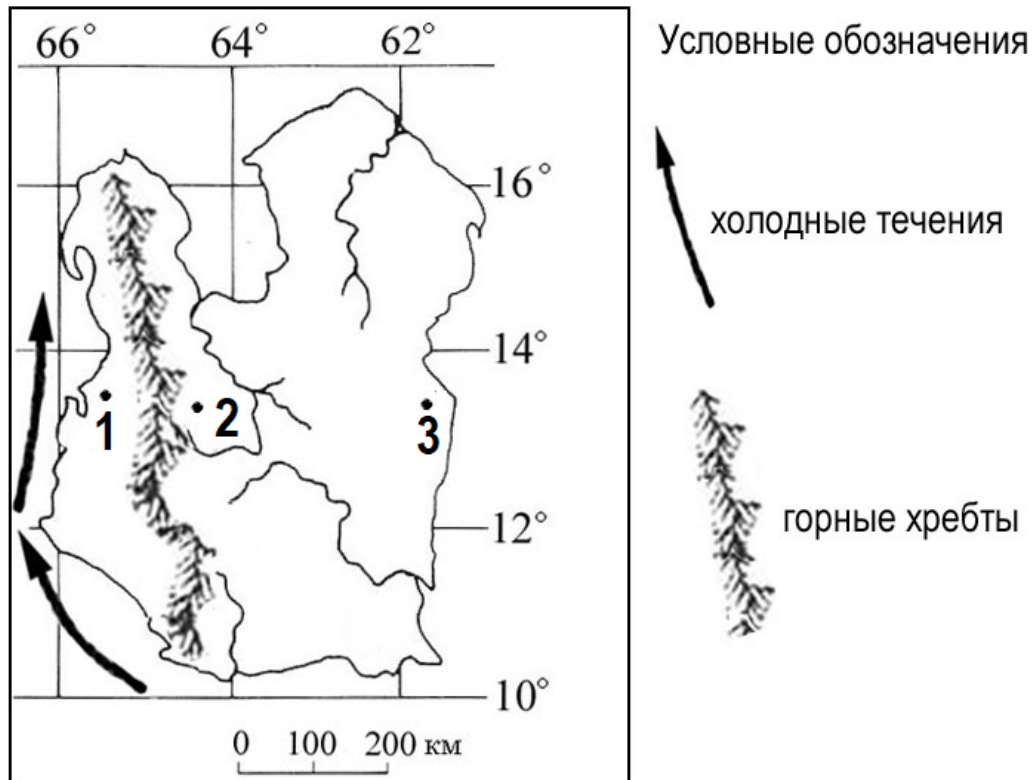 66° 64° 62°
Условные обозначения
16°
холодные течения
14°
1 2 3
горные хребты
12°
10°
0 100 200 км